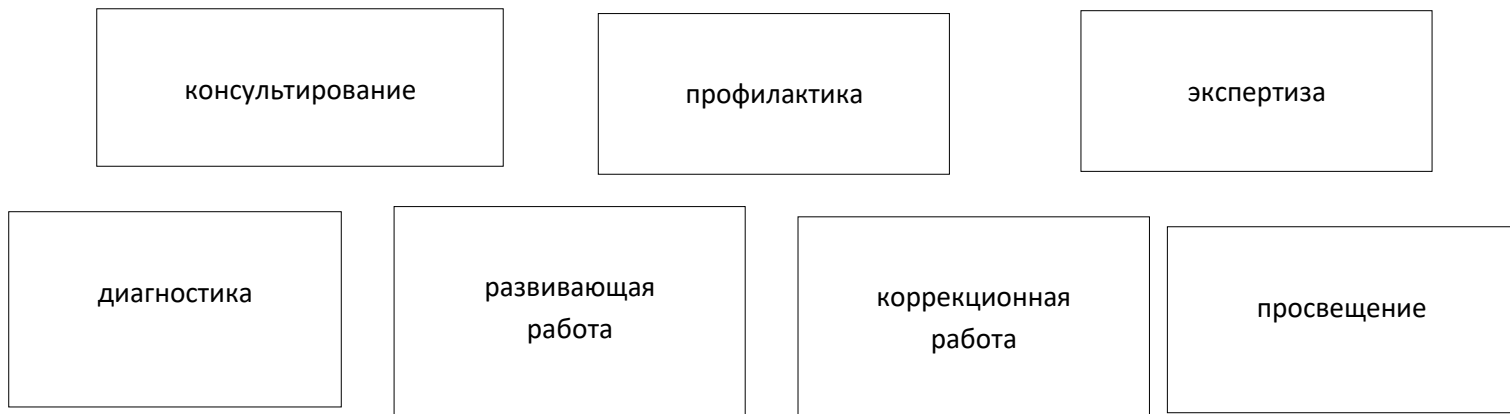 консультирование
профилактика
экспертиза
диагностика
развивающая
работа
коррекционная
работа
просвещение